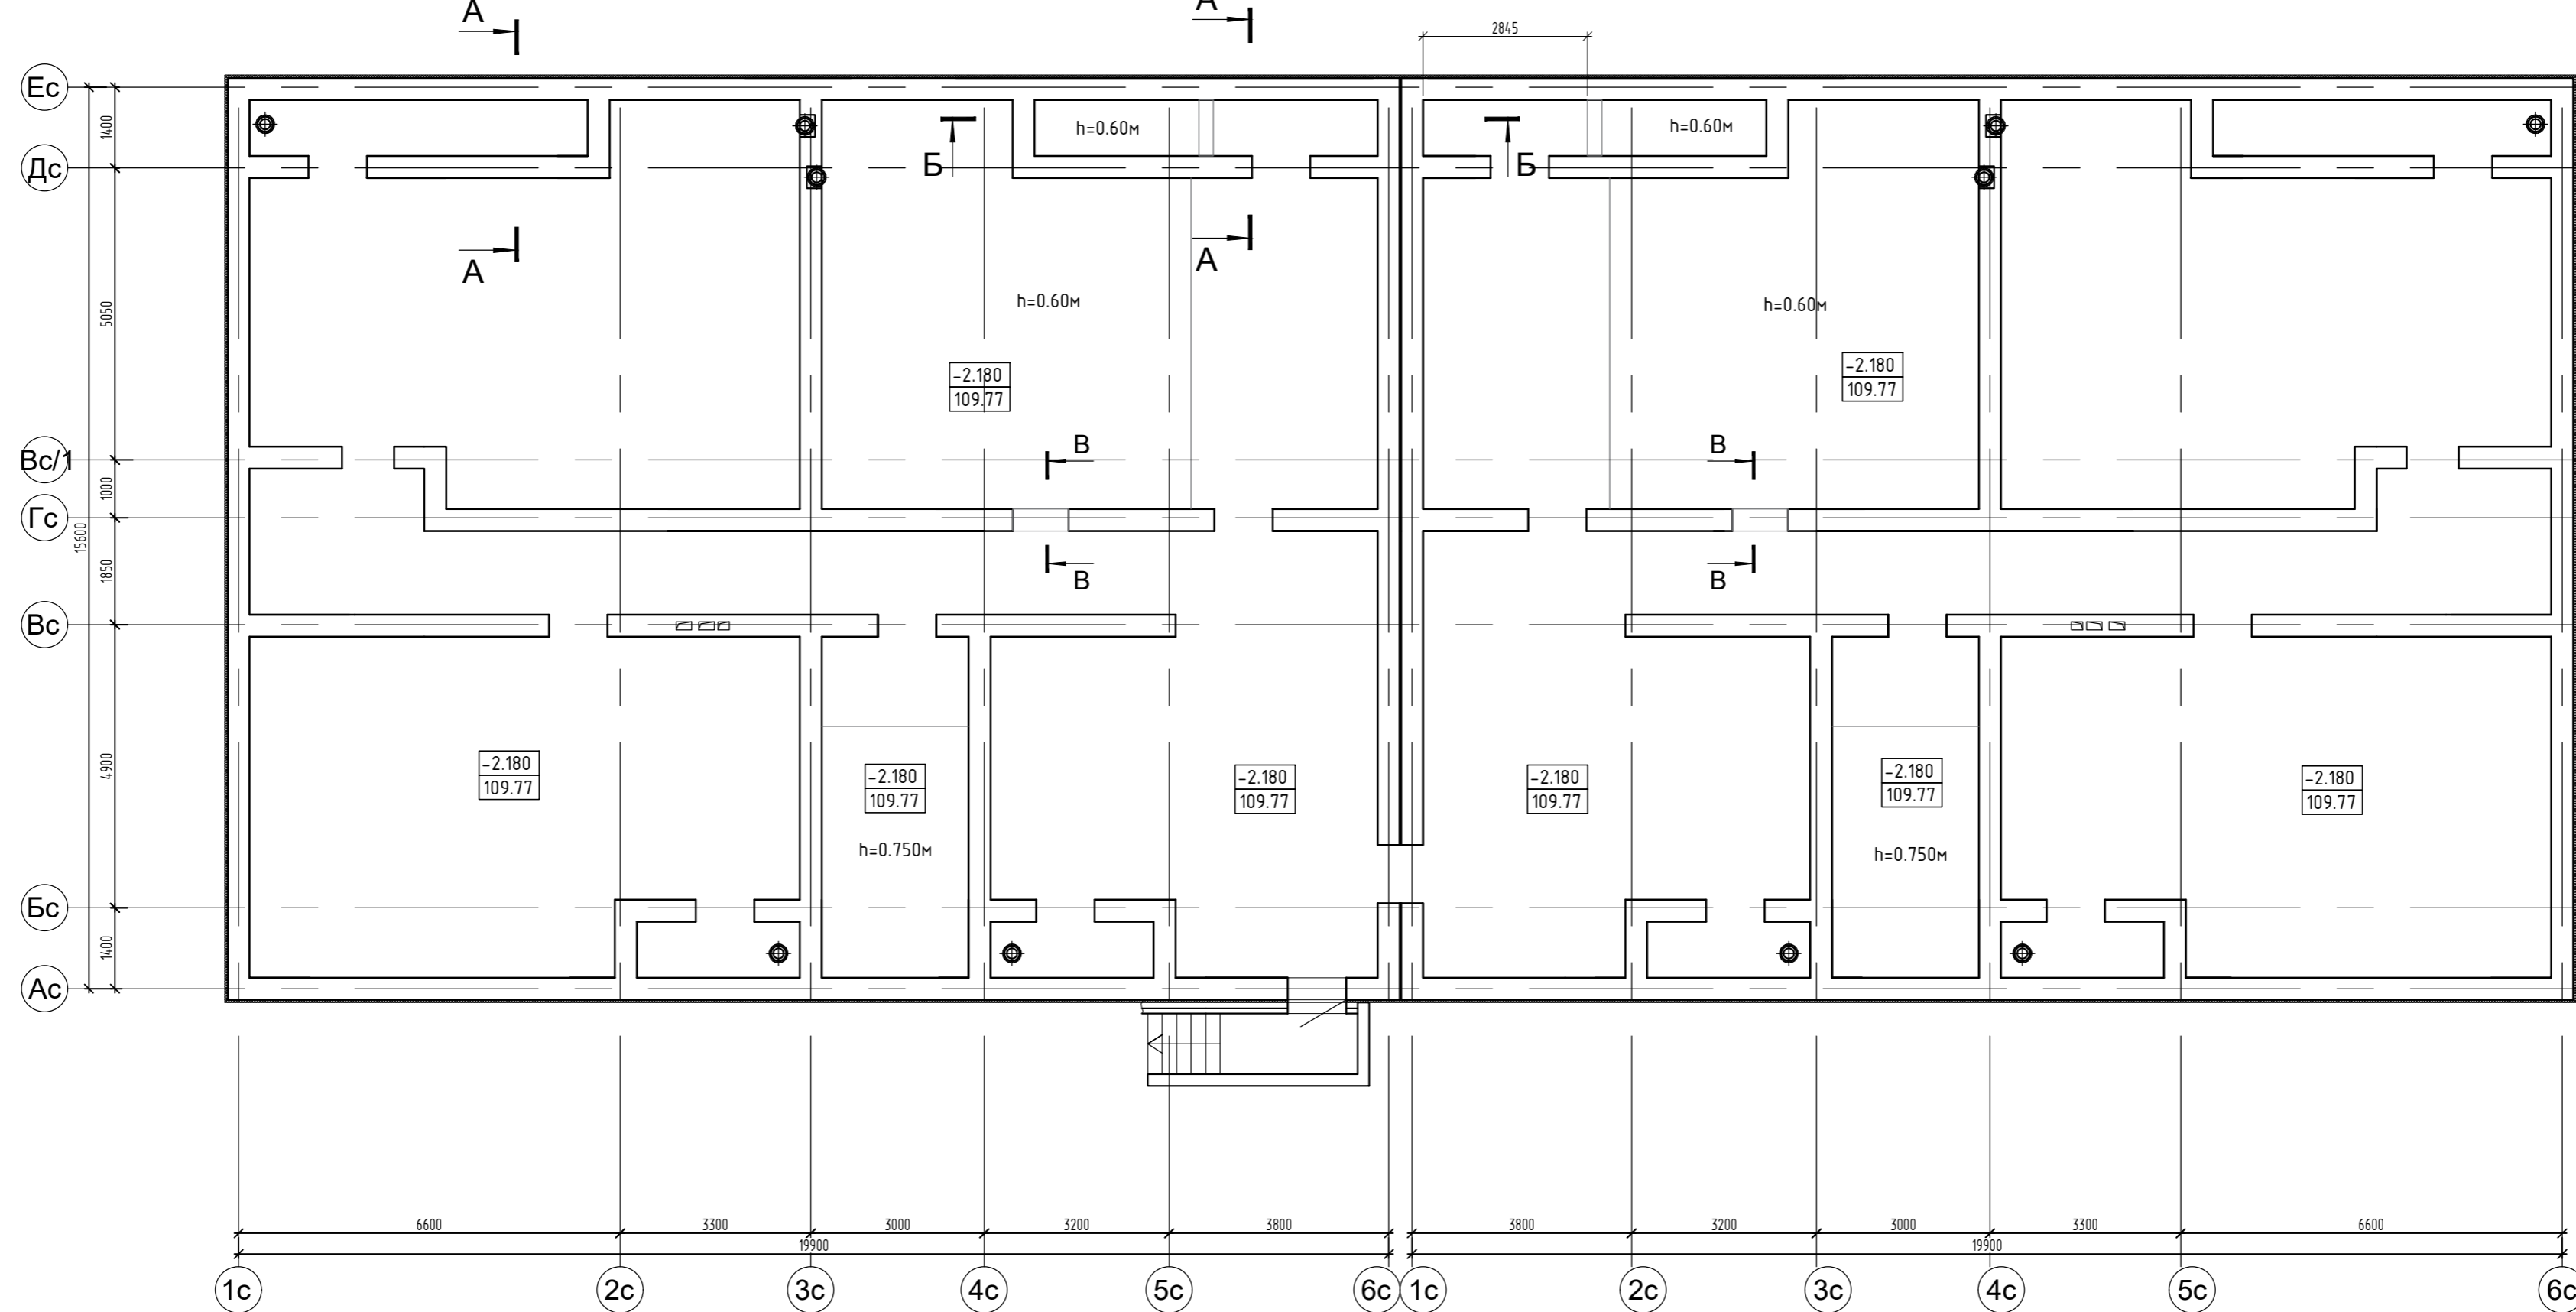 А
А
2845
Ес
1400
h=0.60м
h=0.60м
Б
Б
Дс
А
А
5050
h=0.60м
h=0.60м
-2.180
109.77
-2.180
109.77
В
В
Вс/1
1000
Гс
15600
1850
В
В
Вс
4900
-2.180
109.77
-2.180
109.77
-2.180
109.77
-2.180
109.77
-2.180
109.77
-2.180
109.77
h=0.750м
h=0.750м
Бс
1400
Ас
6600
3300
3000
3200
3800
3800
3200
3000
3300
6600
19900
19900
1с
2с
3с
4с
5с
6с
1с
2с
3с
4с
5с
6с